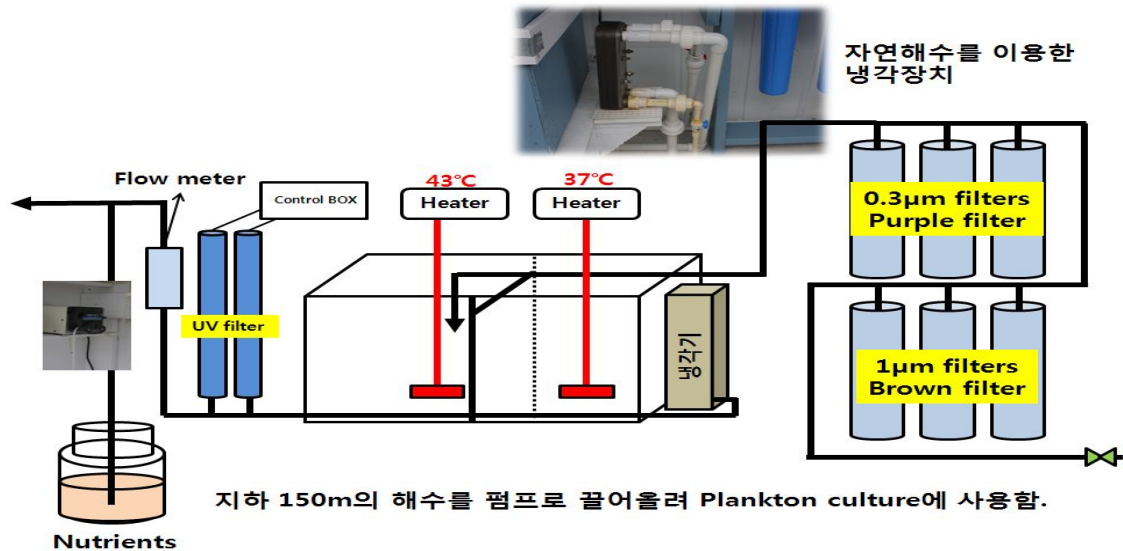 자연해수를 이용한
냉각장치
Flow meter
Control BOX
43℃
Heater
37℃
Heater
0.3µm filters
Purple filter
UV filter
냉각기
1µm filters
Brown filter
지하 150m의 해수를 펌프로 끌어올려 Plankton culture에 사용함.
Nutrients